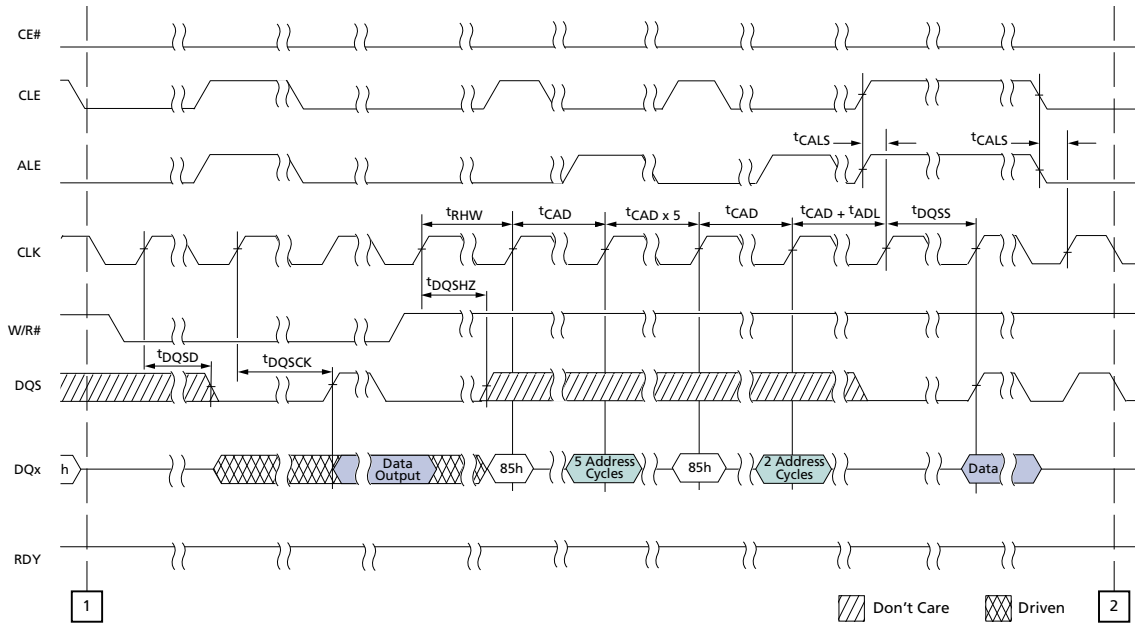 CE#
CLE
tCALS
tCALS
ALE
tRHW
tCAD
tCAD x 5
tCAD
tCAD + tADL
tDQSS
CLK
tDQSHZ
W/R#
tDQSD
tDQSCK
DQS
DQx
h
Data
Output
85h
5 Address
Cycles
85h
2 Address
Cycles
Data
RDY
1
Don't Care
Driven
2